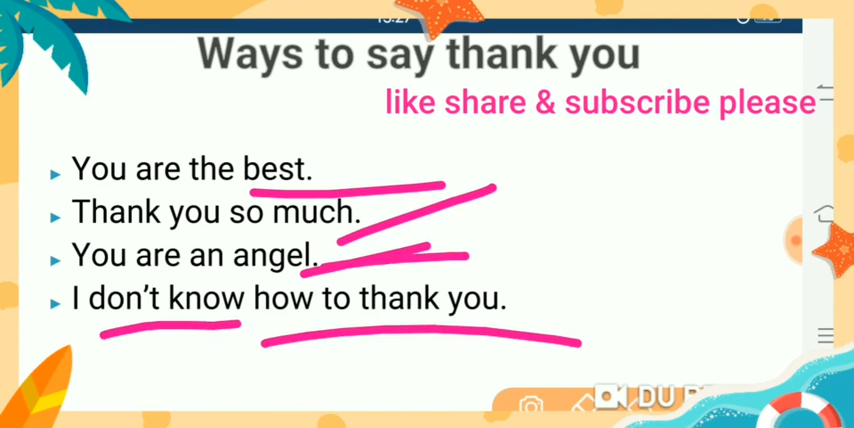 Ways to say thank you
like share & subscribe please
You are the best.
Thank you so much.
You are an angel.
I don't know how to thank you.
DU